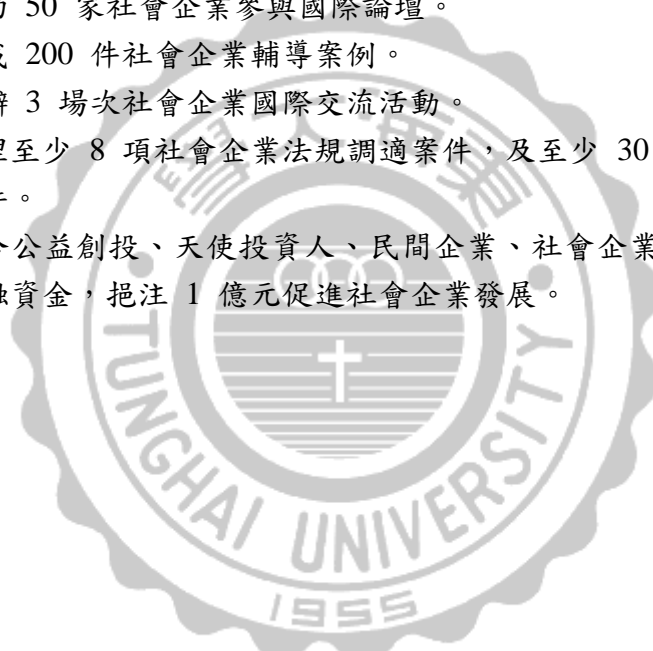 50 家社會企業參與國際論壇。
200 件社會企業輔導案例。
辦 3 場次社會企業國際交流活動。
理至少 8 項社會企業法規調適案件,及至少 30
。
公益創投、天使投資人、民間企業、社會企業
融資金,挹注 1 億元促進社會企業發展。
東海大學
TUNGHAI UNIVERSITY
1955